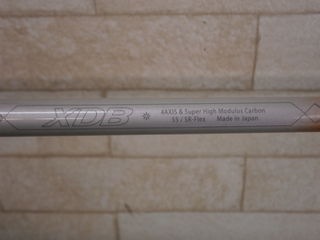 XDB
4AXIS & Super High Modulus Carbon
55 / SR-Flex Made in Japan